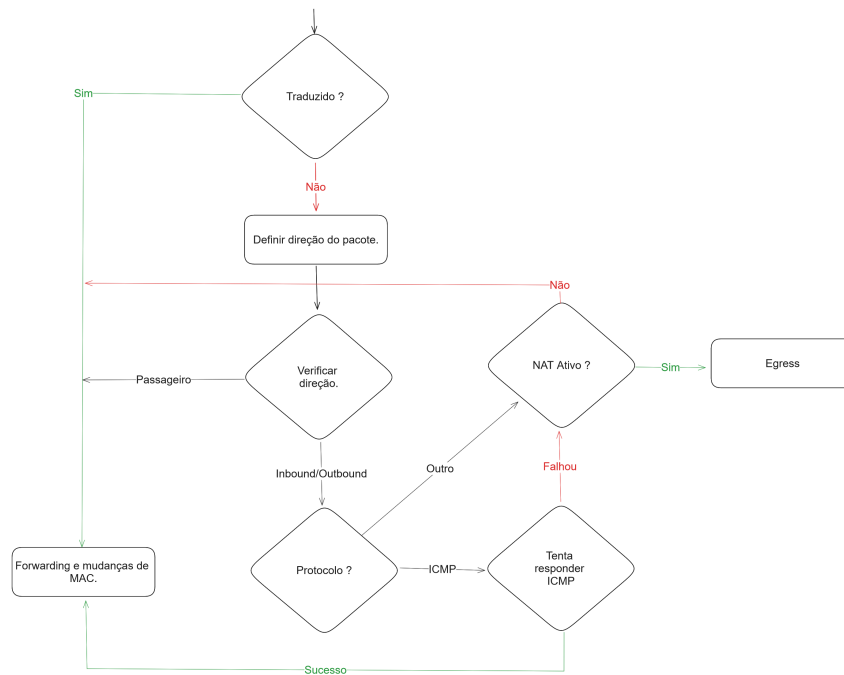 Traduzido ?
Sim
Não
Definir direção do pacote.
Não
Verificar
direção.
NAT Ativo ?
Sim
Egress
Passageiro
Inbound/Outbound
Outro
Falhou
Protocolo ?
ICMP
Tenta
responder
ICMP
Forwarding e mudanças de
MAC.
Sucesso